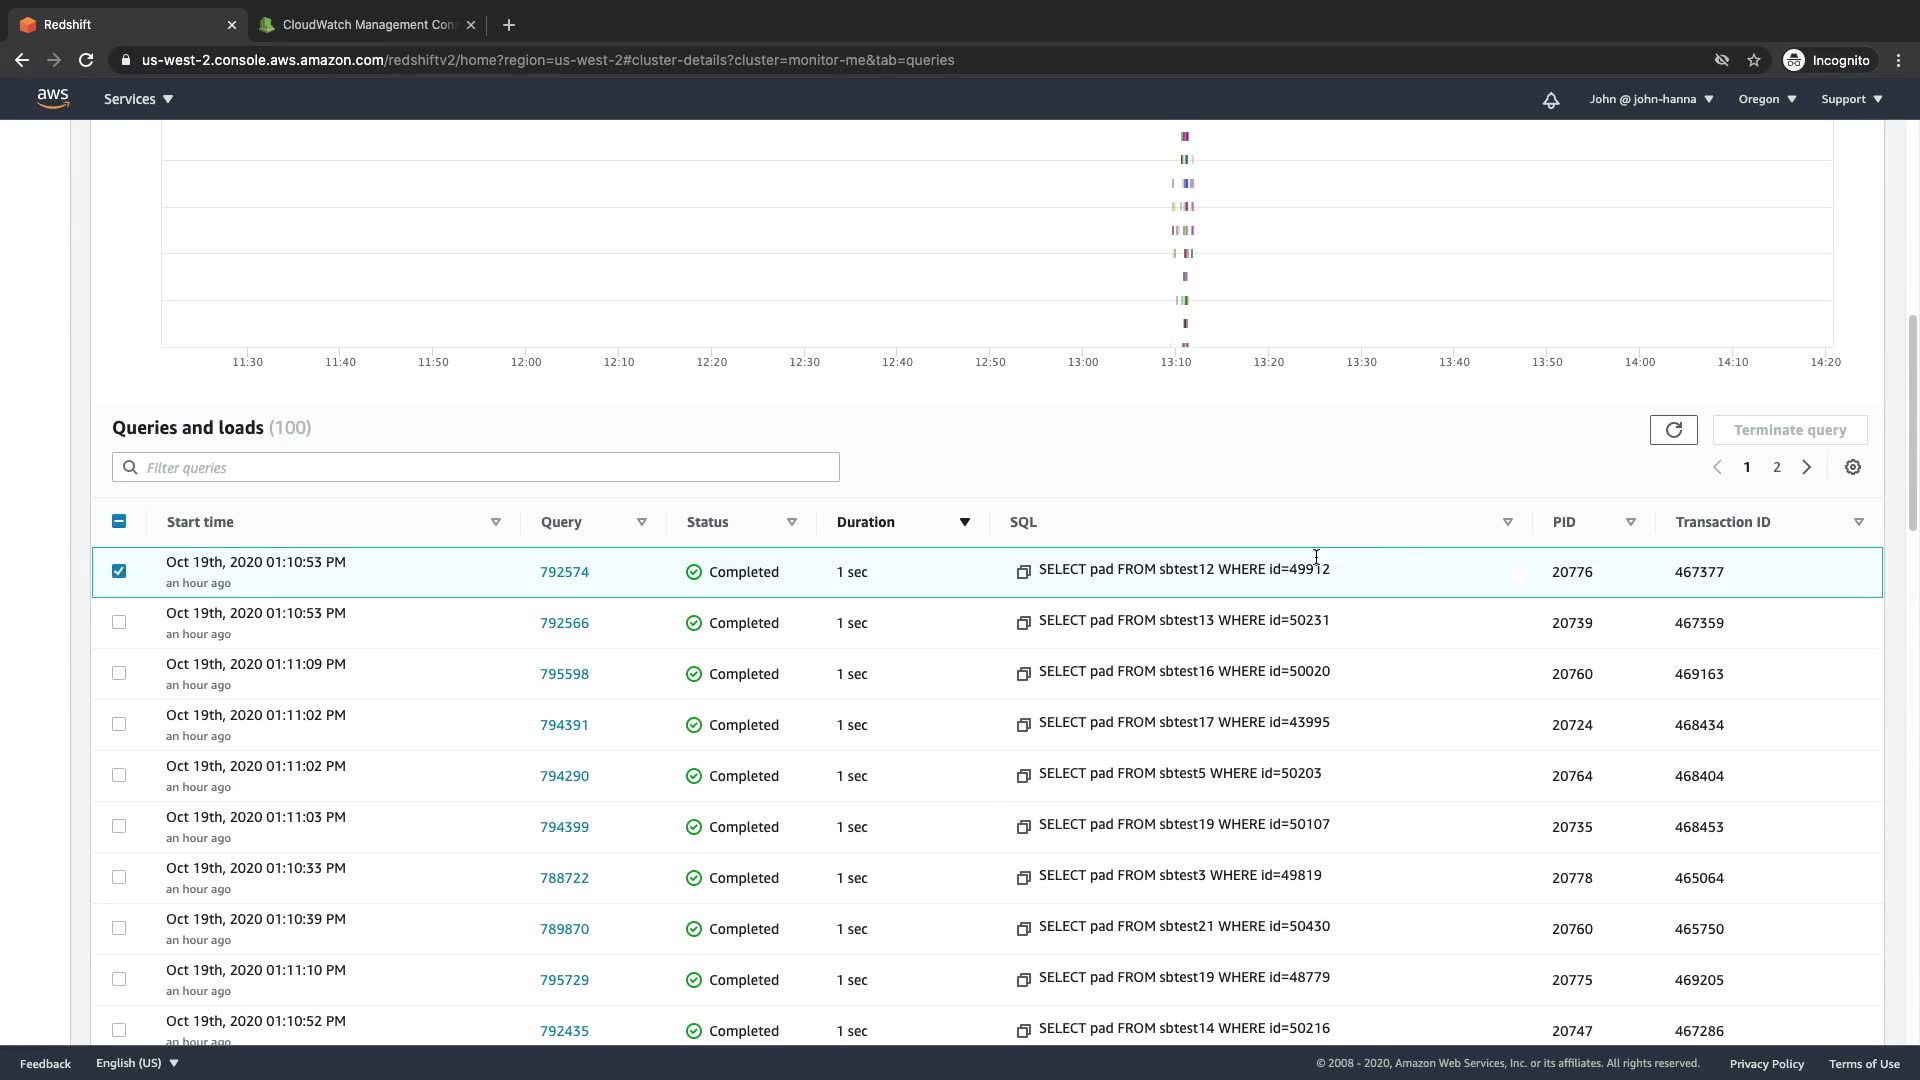 Redshift
CloudWatch Management Con
us-west-2.console.aws.amazon.com/redshiftv2/home?region=us-west-2#cluster-details?cluster=monitor-me&tab=queries
Incognito
aws
Services
John @ john-hanna
Oregon
Support
11:30 11:40 11:50 12:00 12:10 12:20 12:30 12:40 12:50 13:00 13:10 13:20 13:30 13:40 13:50 14:00 14:10 14:20
Queries and loads (100)
Terminate query
Filter queries
1 2
Start time Query Status Duration SQL PID Transaction ID
Oct 19th, 2020 01:10:53 PM
an hour ago
792574 Completed 1 sec SELECT pad FROM sbtest12 WHERE id=49912 20776 467377
Oct 19th, 2020 01:10:53 PM
an hour ago
792566 Completed 1 sec SELECT pad FROM sbtest13 WHERE id=50231 20739 467359
Oct 19th, 2020 01:11:09 PM
an hour ago
795598 Completed 1 sec SELECT pad FROM sbtest16 WHERE id=50020 20760 469163
Oct 19th, 2020 01:11:02 PM
an hour ago
794391 Completed 1 sec SELECT pad FROM sbtest17 WHERE id=43995 20724 468434
Oct 19th, 2020 01:11:02 PM
an hour ago
794290 Completed 1 sec SELECT pad FROM sbtest5 WHERE id=50203 20764 468404
Oct 19th, 2020 01:11:03 PM
an hour ago
794399 Completed 1 sec SELECT pad FROM sbtest19 WHERE id=50107 20735 468453
Oct 19th, 2020 01:10:33 PM
an hour ago
788722 Completed 1 sec SELECT pad FROM sbtest3 WHERE id=49819 20778 465064
Oct 19th, 2020 01:10:39 PM
an hour ago
789870 Completed 1 sec SELECT pad FROM sbtest21 WHERE id=50430 20760 465750
Oct 19th, 2020 01:11:10 PM
an hour ago
795729 Completed 1 sec SELECT pad FROM sbtest19 WHERE id=48779 20775 469205
Oct 19th, 2020 01:10:52 PM
an hour ago
792435 Completed 1 sec SELECT pad FROM sbtest14 WHERE id=50216 20747 467286
Feedback
English (US)
© 2008 - 2020, Amazon Web Services, Inc. or its affiliates. All rights reserved.
Privacy Policy
Terms of Use